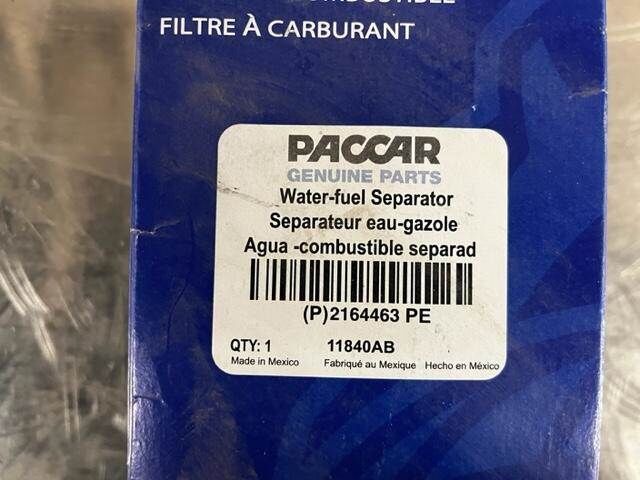 FILTRE À CARBURANT
PACCAR
GENUINE PARTS
Water-fuel Separator
Separateur eau-gazole
Agua -combustible separad
(P)2164463 PE
QTY: 1 11840AB
Made in Mexico Fabriqué au Mexique Hecho en México